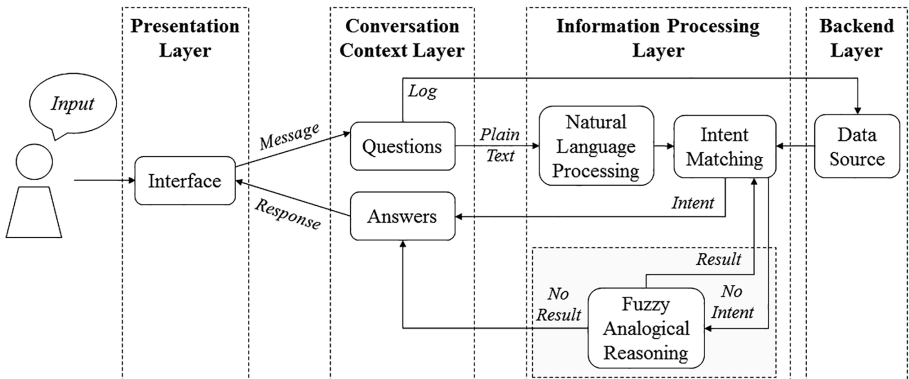 Presentation
Layer
Conversation
Context Layer
Information Processing
Layer
Backend
Layer
Input
Log
Message
Plain
Text
Questions
Natural
Language
Processing
Intent
Matching
Data
Source
Interface
Response
Answers
Intent
Result
No
Result
Fuzzy
Analogical
Reasoning
No
Intent